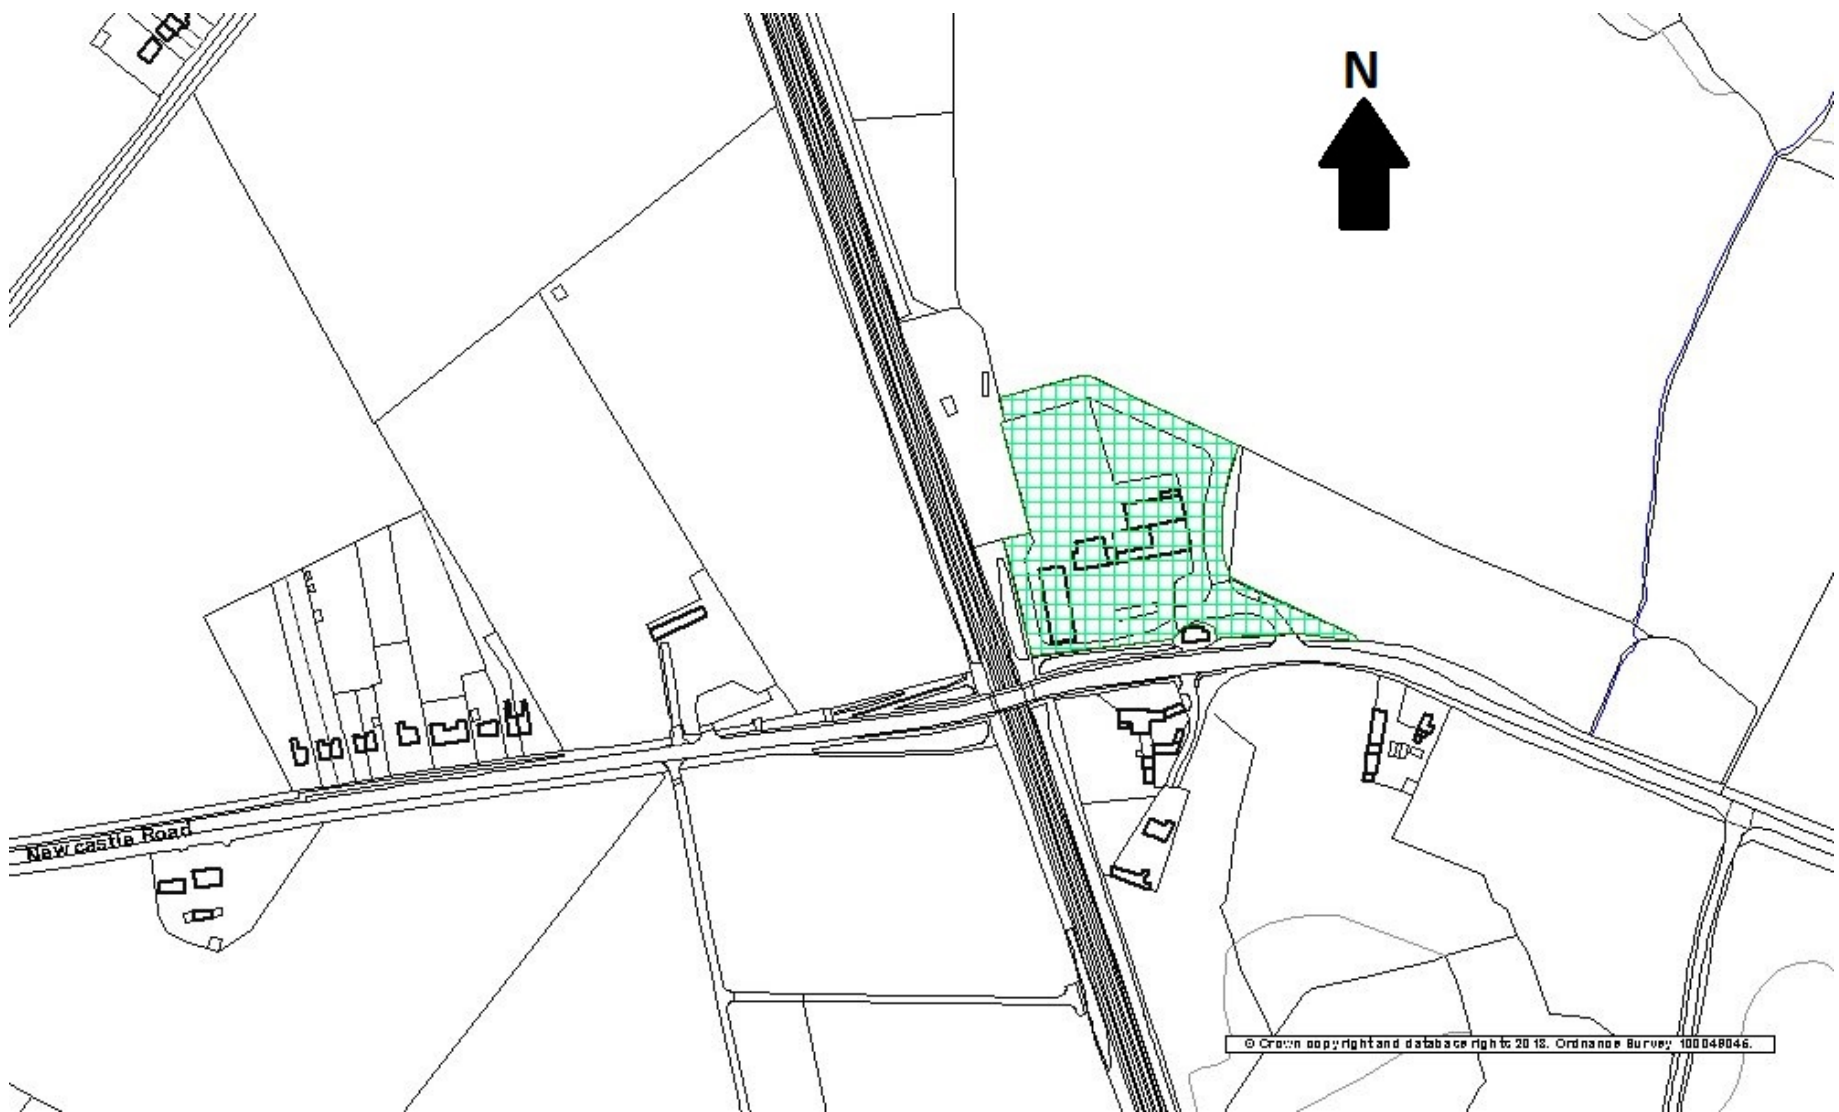 N
Newcastle Road
© Crown copyright and database rights 2018. Ordnance Survey 100049046.